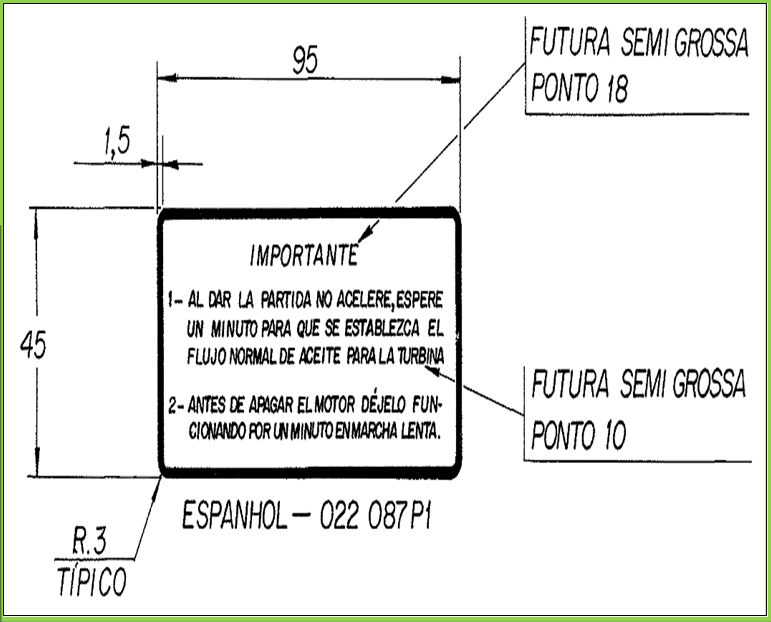 95
FUTURA SEMI GROSSA
PONTO 18
1,5
45
IMPORTANTE
1- AL DAR LA PARTIDA NO ACELERE, ESPERE
UN MINUTO PARA QUE SE ESTABLEZCA EL
FLUJO NORMAL DE ACEITE PARA LA TURBINA
2- ANTES DE APAGAR EL MOTOR DÉJELO FUN-
CIONANDO POR UN MINUTO EN MARCHA LENTA.
FUTURA SEMI GROSSA
PONTO 10
ESPANHOL - 022 087P1
R.3
TÍPICO